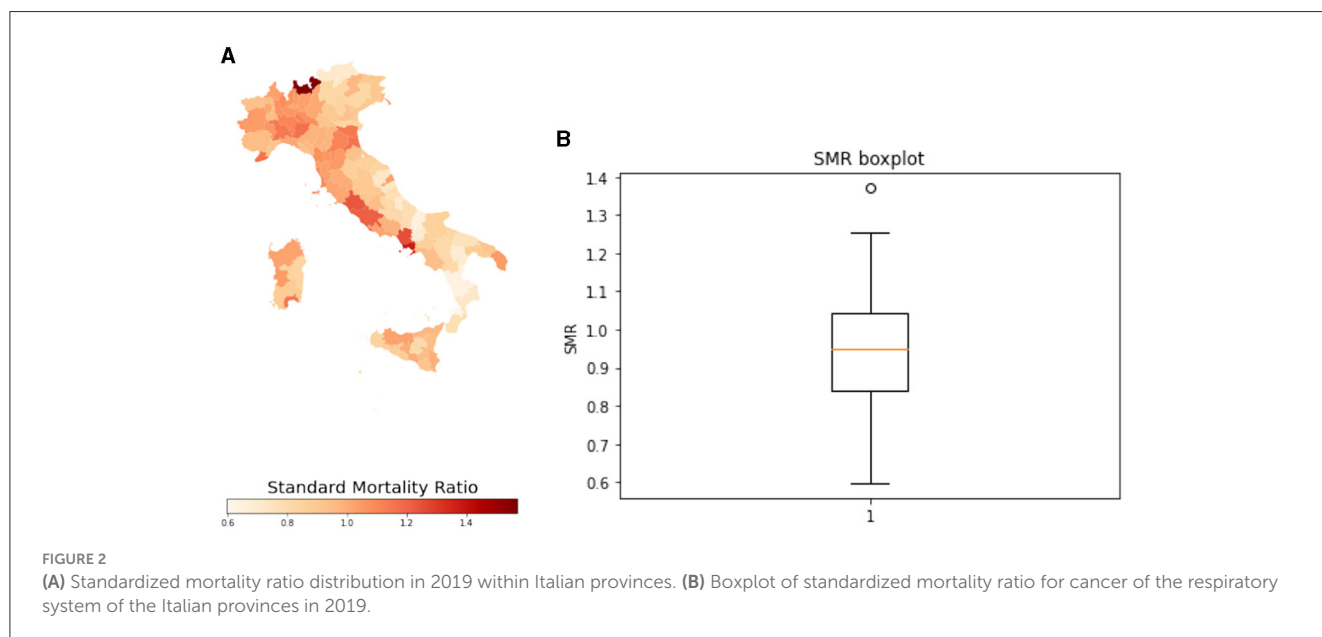 A
Standard Mortality Ratio
0.6 0.8 1.0 1.2 1.4
B
SMR boxplot
1.4
1.3
1.2
1.1
1.0
0.9
0.8
0.7
0.6
SMR
1
FIGURE 2
(A) Standardized mortality ratio distribution in 2019 within Italian provinces. (B) Boxplot of standardized mortality ratio for cancer of the respiratory
system of the Italian provinces in 2019.